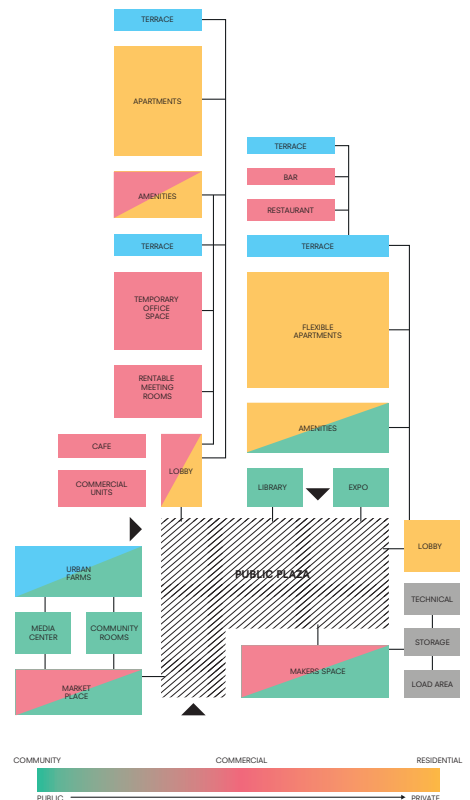 TERRACE
APARTMENTS
AMENITIES
TERRACE
TEMPORARY
OFFICE
SPACE
RENTABLE
MEETING
ROOMS
CAFE
COMMERCIAL
UNITS
LOBBY
TERRACE
BAR
RESTAURANT
TERRACE
FLEXIBLE
APARTMENTS
AMENITIES
LIBRARY
EXPO
PUBLIC PLAZA
LOBBY
TECHNICAL
STORAGE
LOAD AREA
URBAN
FARMS
MEDIA
CENTER
COMMUNITY
ROOMS
MARKET
PLACE
MAKERS SPACE
COMMUNITY COMMERCIAL RESIDENTIAL
PUBLIC PRIVATE